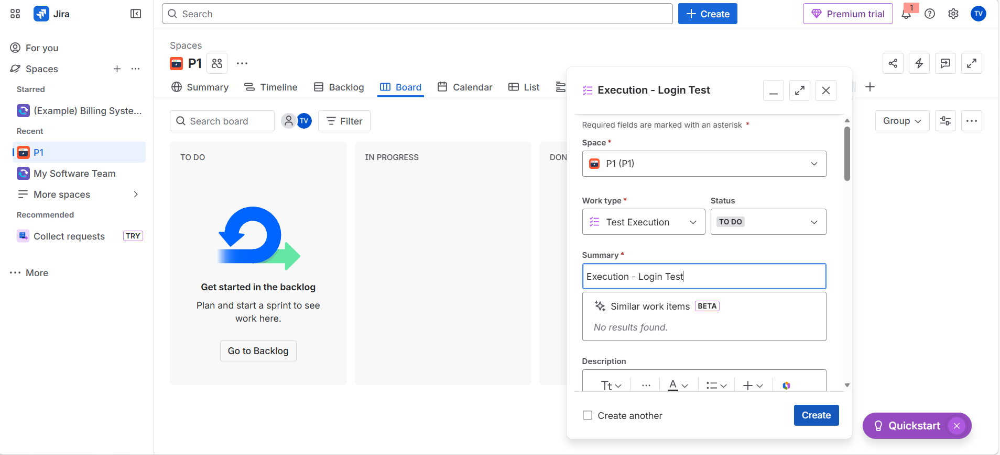 Jira
Search
Create
Premium trial
1
TV
For you
Spaces
Starred
(Example) Billing Syste...
Recent
P1
My Software Team
More spaces
Recommended
Collect requests
TRY
More
Spaces
P1
Summary
Timeline
Backlog
Board
Calendar
List
Search board
TV
Filter
Group
TO DO
IN PROGRESS
DON
Get started in the backlog
Plan and start a sprint to see
work here.
Go to Backlog
Execution - Login Test
Required fields are marked with an asterisk *
Space *
P1 (P1)
Work type *
Status
Test Execution
TO DO
Summary *
Execution - Login Test
Similar work items BETA
No results found.
Description
Tt
A
Create another
Create
Quickstart